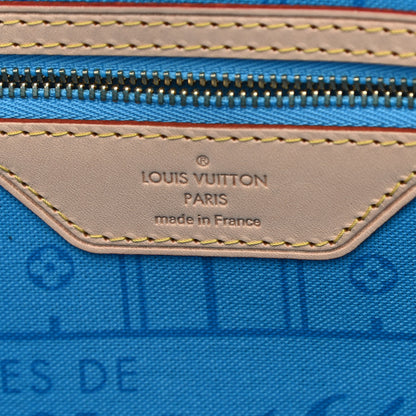 ®
LOUIS VUITTON
PARIS
made in France
ES DE